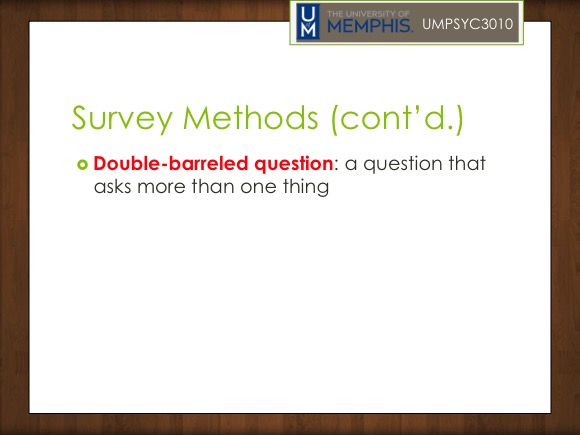 UM
THE UNIVERSITY OF
MEMPHIS.
UMPSYC3010
Survey Methods (cont’d.)
Double-barreled question: a question that
asks more than one thing